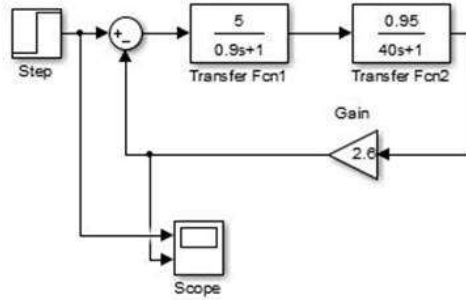 +
−
5
0.9s+1
0.95
40s+1
Step
Transfer Fcn1
Transfer Fcn2
Gain
2.6
Scope